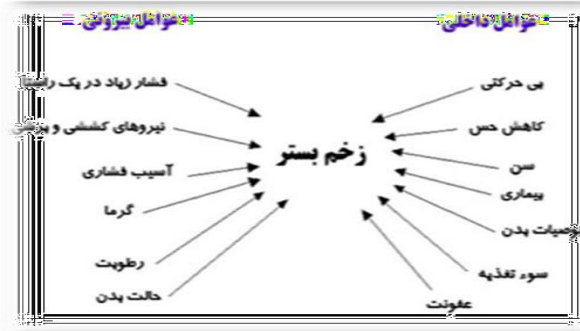 عوامل داخلی
عوامل بیرونی
بی حرکتی
کاهش حس
سن
بیماری
بدن
سوء تغذیه
عفونت
زخم بستر
فشار زیاد در یک راستا
نیروهای کششی و
آسیب فشاری
گرما
رطوبت
حالت بدن